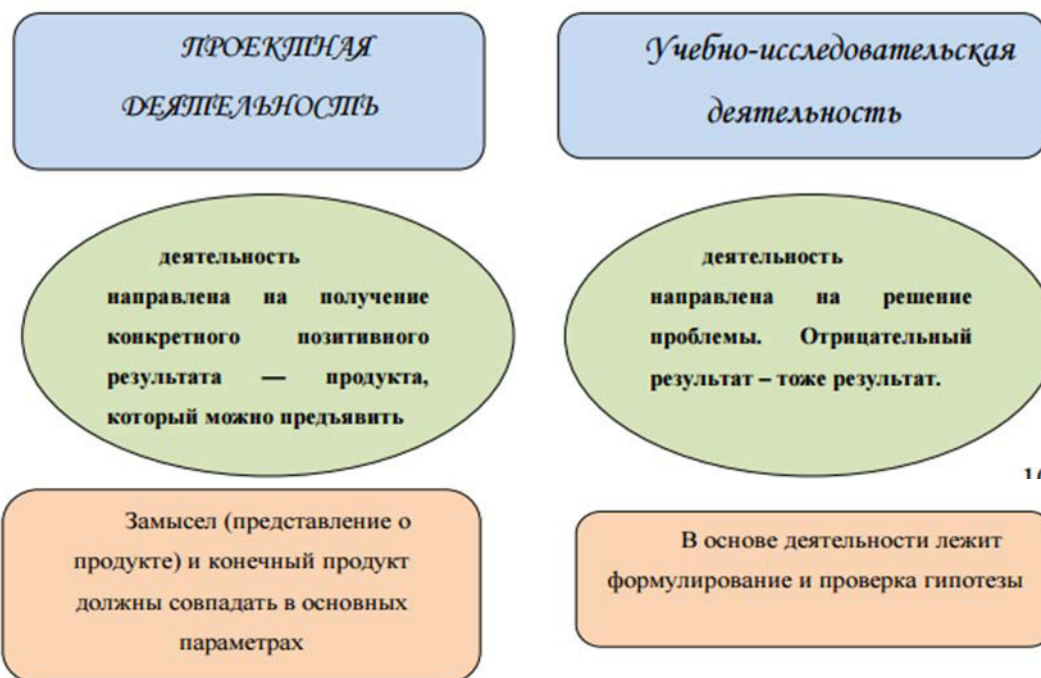 ПРОЕКТНАЯ
ДЕЯТЕЛЬНОСТЬ
Учебно-исследовательская
деятельность
деятельность
направлена на получение
конкретного позитивного
результата — продукта,
который можно предъявить
деятельность
направлена на решение
проблемы. Отрицательный
результат – тоже результат.
Замысел (представление о
продукте) и конечный продукт
должны совпадать в основных
параметрах
В основе деятельности лежит
формулирование и проверка гипотезы